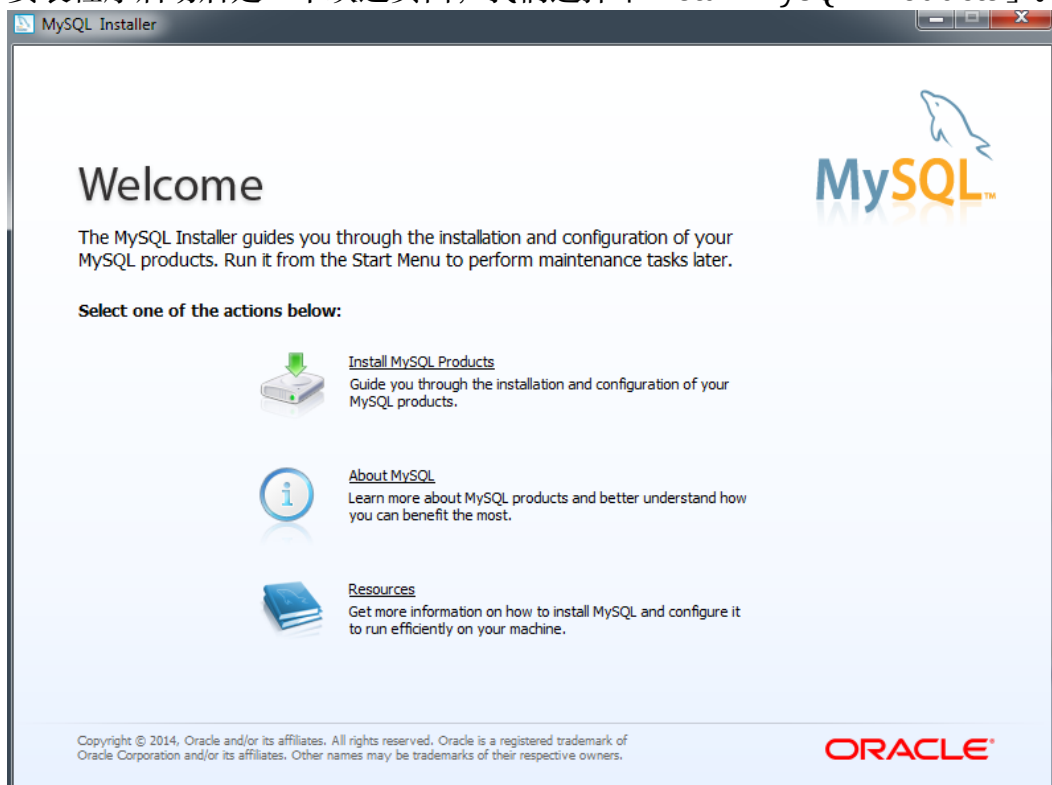 MySQL Installer
MySQL™
Welcome
The MySQL Installer guides you through the installation and configuration of your
MySQL products. Run it from the Start Menu to perform maintenance tasks later.
Select one of the actions below:
Install MySQL Products
Guide you through the installation and configuration of your
MySQL products.
About MySQL
Learn more about MySQL products and better understand how
you can benefit the most.
Resources
Get more information on how to install MySQL and configure it
to run efficiently on your machine.
Copyright © 2014, Oracle and/or its affiliates. All rights reserved. Oracle is a registered trademark of
Oracle Corporation and/or its affiliates. Other names may be trademarks of their respective owners.
ORACLE®